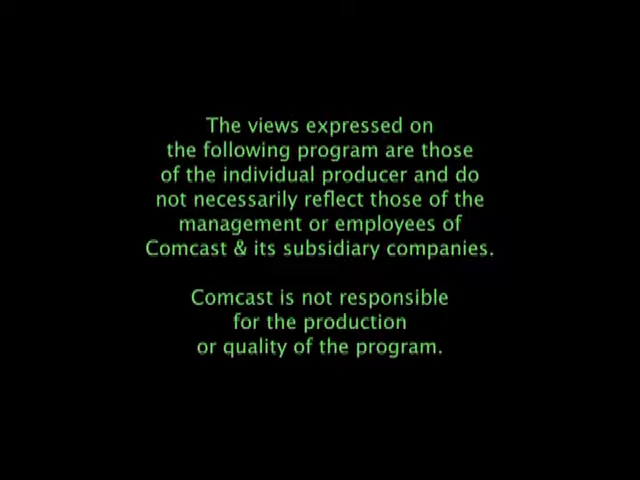 The views expressed on
the following program are those
of the individual producer and do
not necessarily reflect those of the
management or employees of
Comcast & its subsidiary companies.
Comcast is not responsible
for the production
or quality of the program.